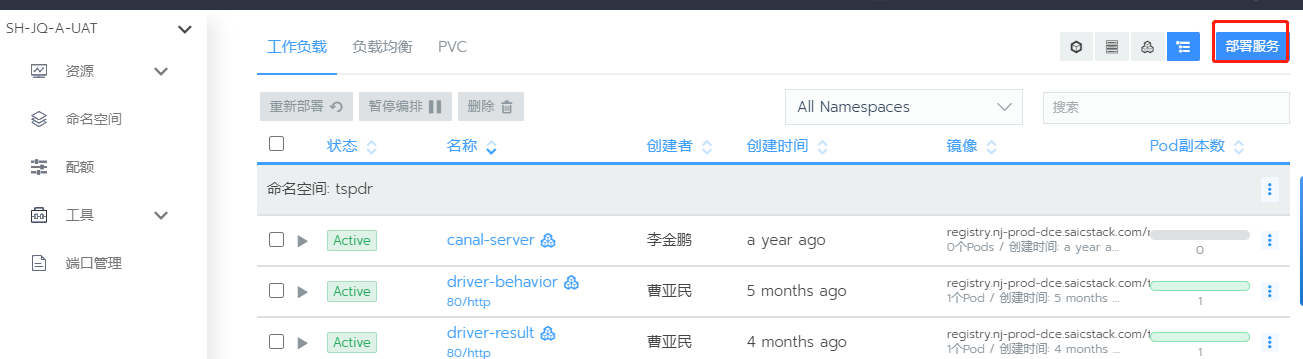 SH-JQ-A-UAT
资源
命名空间
配额
工具
端口管理
工作负载 负载均衡 PVC 部署服务
重新部署 暂停编排 删除 All Namespaces 搜索
状态 名称 创建者 创建时间 镜像 Pod副本数
命名空间: tspdr
Active canal-server 李金鹏 a year ago registry.nj-prod-dce.saicstack.com/
0个Pods / 创建时间: a year a... 0
Active driver-behavior 曹亚民 5 months ago registry.nj-prod-dce.saicstack.com/t
80/http 1个Pod / 创建时间: 5 months ... 1
Active driver-result 曹亚民 4 months ago registry.nj-prod-dce.saicstack.com/t
80/http 1个Pod / 创建时间: 4 months ... 1